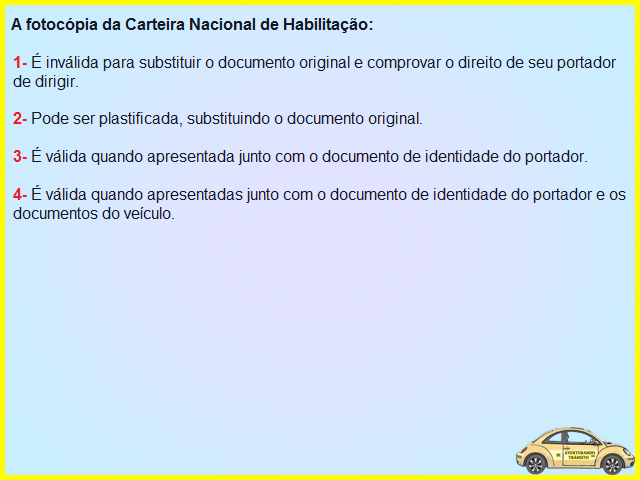 A fotocópia da Carteira Nacional de Habilitação:
1- É inválida para substituir o documento original e comprovar o direito de seu portador
de dirigir.
2- Pode ser plastificada, substituindo o documento original.
3- É válida quando apresentada junto com o documento de identidade do portador.
4- É válida quando apresentadas junto com o documento de identidade do portador e os
documentos do veículo.
AVENTURANDO
TRÂNSITO